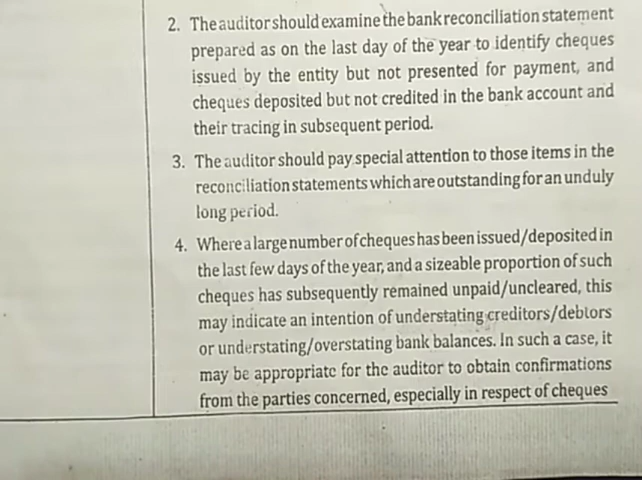 2. The auditor should examine the bank reconciliation statement
prepared as on the last day of the year to identify cheques
issued by the entity but not presented for payment, and
cheques deposited but not credited in the bank account and
their tracing in subsequent period.
3. The auditor should pay special attention to those items in the
reconciliation statements which are outstanding for an unduly
long period.
4. Where a large number of cheques has been issued/deposited in
the last few days of the year, and a sizeable proportion of such
cheques has subsequently remained unpaid/uncleared, this
may indicate an intention of understating creditors/debtors
or understating/overstating bank balances. In such a case, it
may be appropriate for the auditor to obtain confirmations
from the parties concerned, especially in respect of cheques